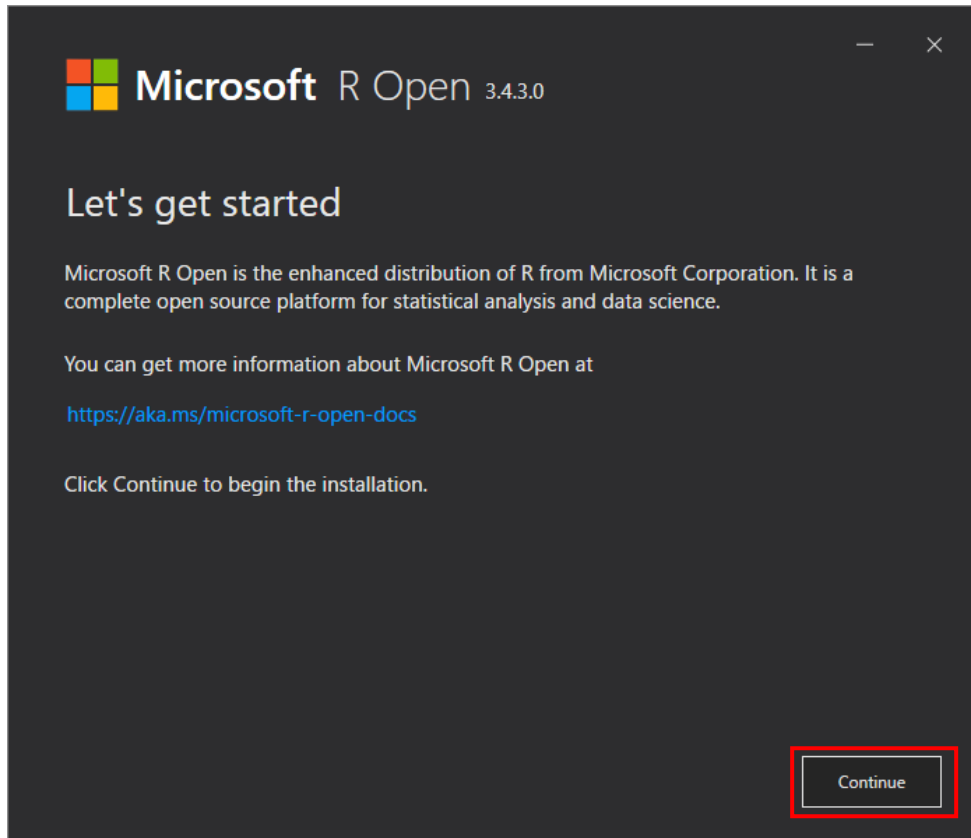 Microsoft R Open 3.4.3.0
Let's get started
Microsoft R Open is the enhanced distribution of R from Microsoft Corporation. It is a
complete open source platform for statistical analysis and data science.
You can get more information about Microsoft R Open at
https://aka.ms/microsoft-r-open-docs
Click Continue to begin the installation.
Continue